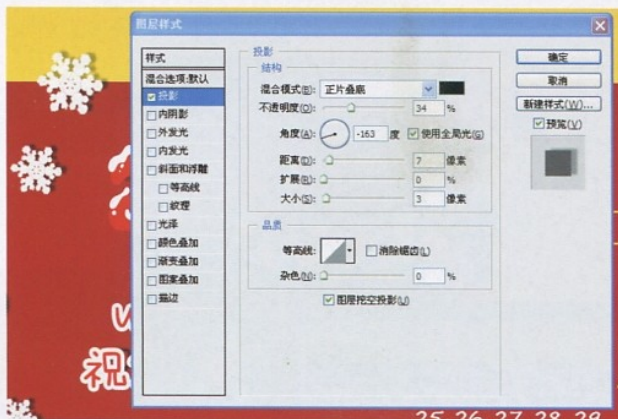 图层样式
样式
混合选项:默认
投影
内阴影
外发光
内发光
斜面和浮雕
等高线
纹理
光泽
颜色叠加
渐变叠加
图案叠加
描边
投影
结构
混合模式(B): 正片叠底
不透明度(O): 34 %
角度(A): -163 度 使用全局光(G)
距离(D): 7 像素
扩展(R): 0 %
大小(S): 3 像素
品质
等高线: 消除锯齿(L)
杂色(N): 0 %
图层挖空投影(U)
确定
取消
新建样式(W)...
预览(V)
W
祝
25 26 27 28 29